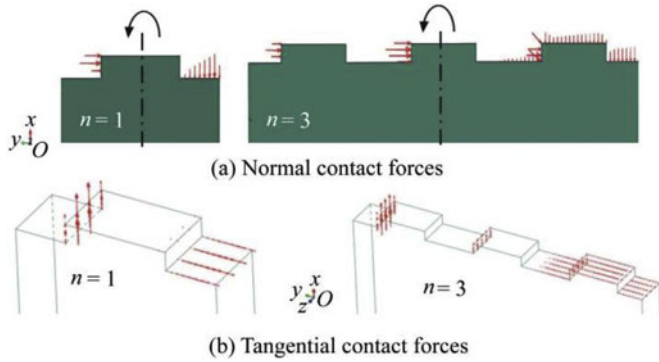 n = 1
n = 3
x
y O
(a) Normal contact forces
n = 1
x
y
z O
n = 3
(b) Tangential contact forces